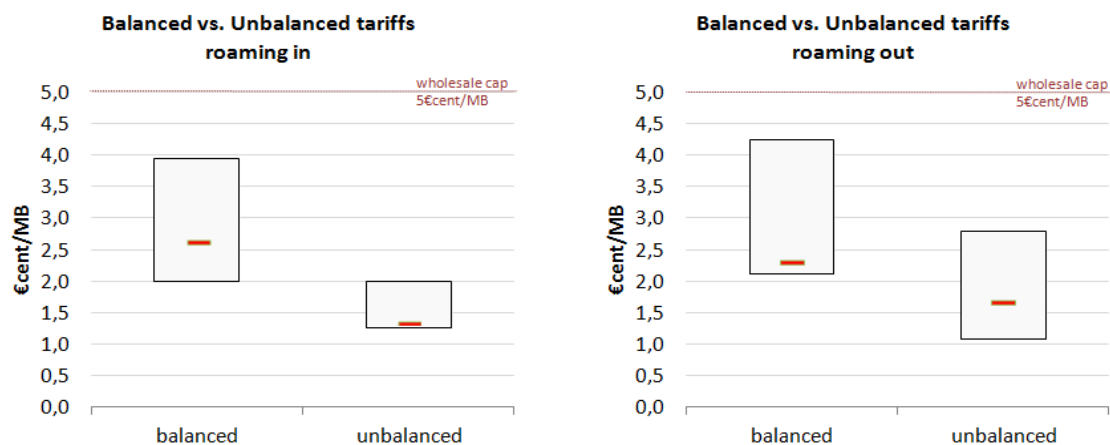 Balanced vs. Unbalanced tariffs
roaming in
wholesale cap
5€cent/MB
5,0
4,5
4,0
3,5
3,0
2,5
2,0
1,5
1,0
0,5
0,0
€cent/MB
balanced
unbalanced
Balanced vs. Unbalanced tariffs
roaming out
wholesale cap
5€cent/MB
5,0
4,5
4,0
3,5
3,0
2,5
2,0
1,5
1,0
0,5
0,0
€cent/MB
balanced
unbalanced